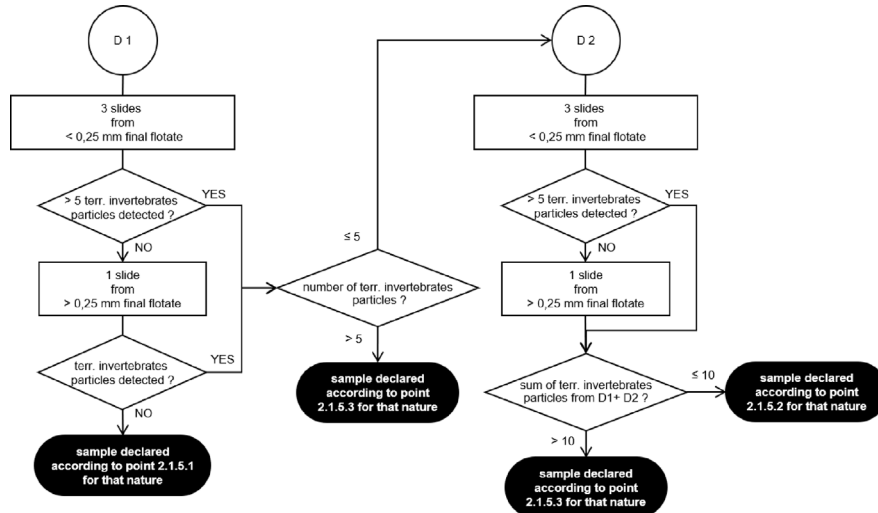 D 1
3 slides
from
< 0,25 mm final flotate
> 5 terr. invertebrates
particles detected ?
YES
NO
1 slide
from
> 0,25 mm final flotate
terr. invertebrates
particles detected ?
YES
NO
sample declared
according to point 2.1.5.1
for that nature
≤ 5
number of terr. invertebrates
particles ?
> 5
sample declared
according to point
2.1.5.3 for that nature
D 2
3 slides
from
< 0,25 mm final flotate
> 5 terr. invertebrates
particles detected ?
YES
NO
1 slide
from
> 0,25 mm final flotate
sum of terr. invertebrates
particles from D1+ D2 ?
≤ 10
sample declared
according to point
2.1.5.2 for that nature
> 10
sample declared
according to point
2.1.5.3 for that nature